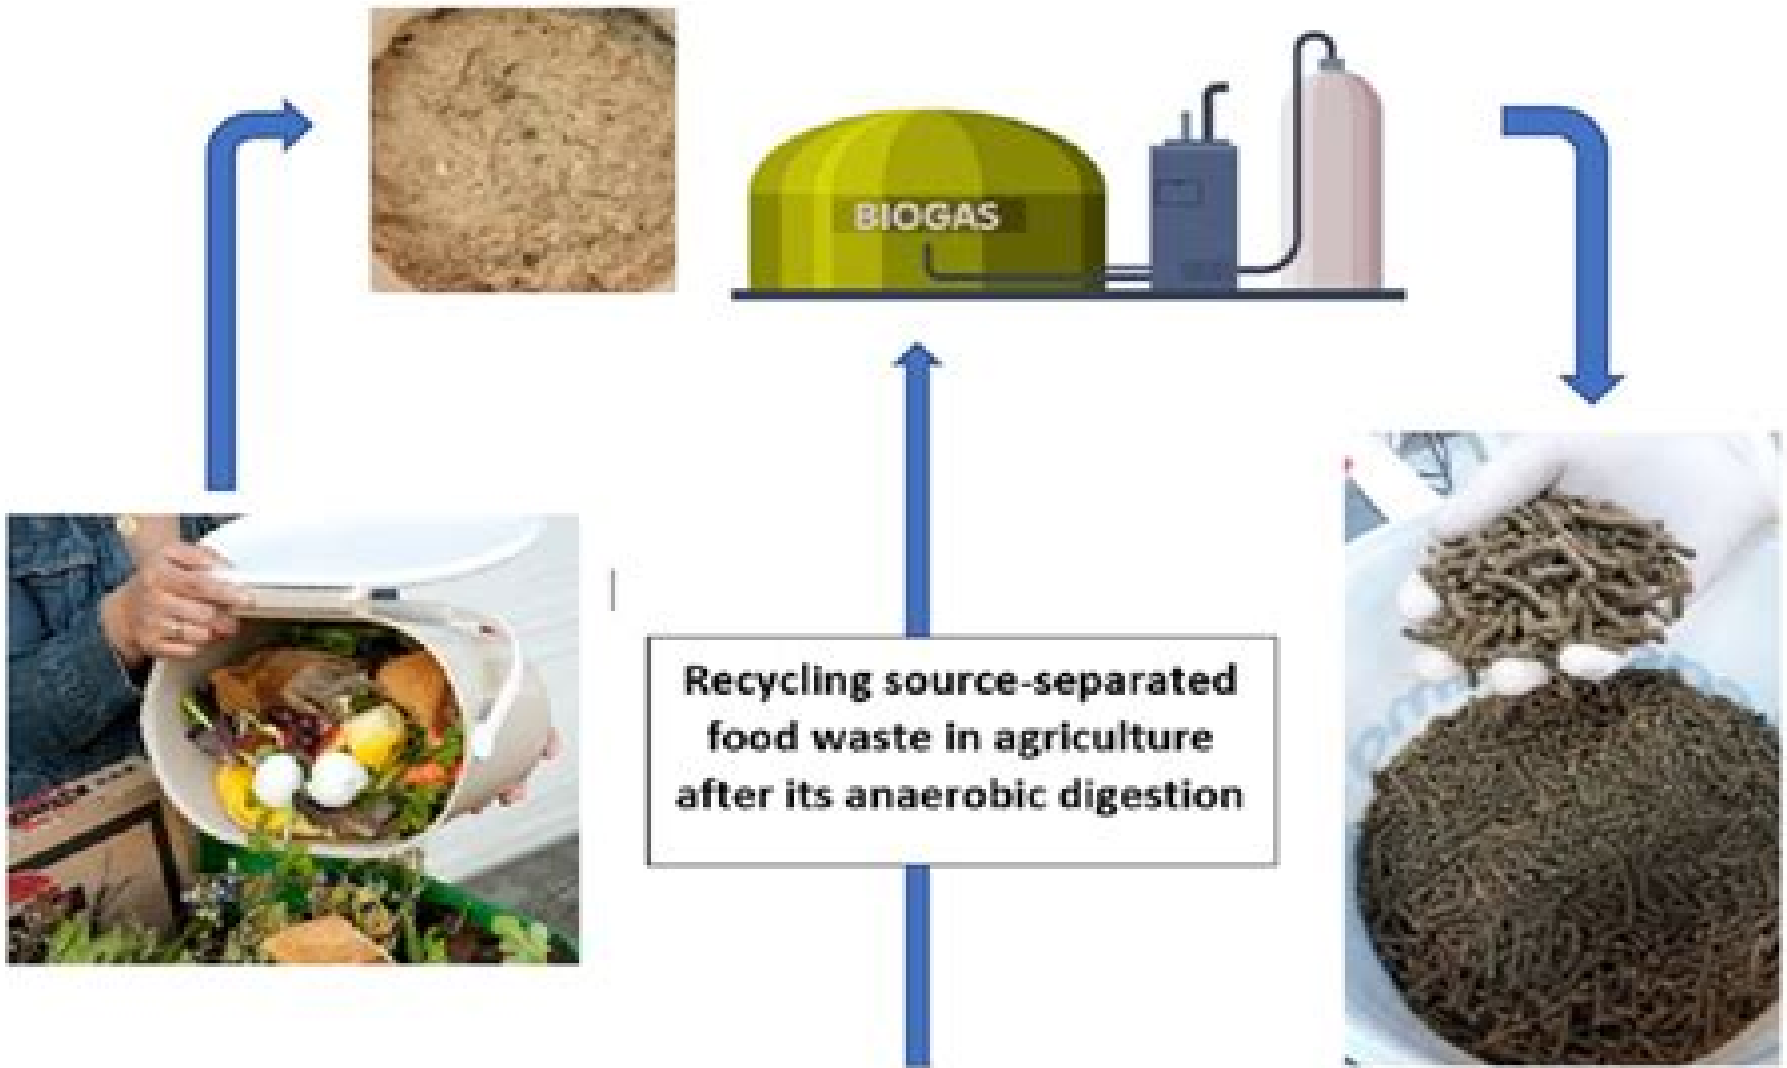 BIOGAS
Recycling source-separated
food waste in agriculture
after its anaerobic digestion